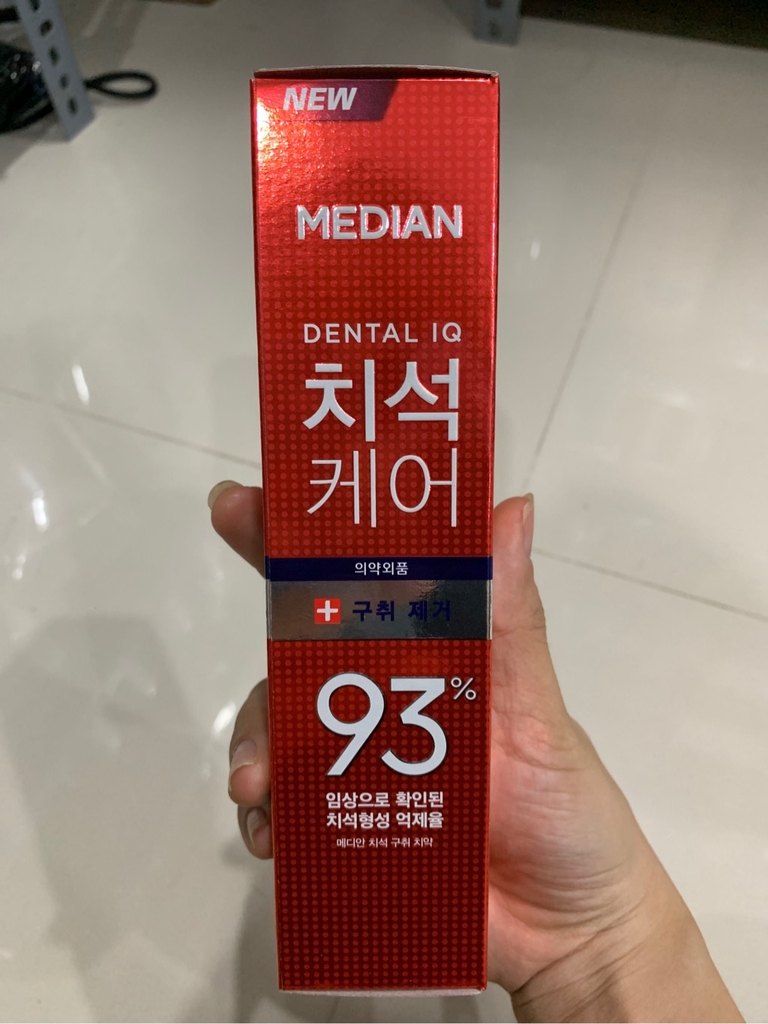 NEW
MEDIAN
DENTAL IQ
치석
케어
의약외품
구취 제거
93%
임상으로 확인된
치석형성 억제율
메디안 치석 구취 치약